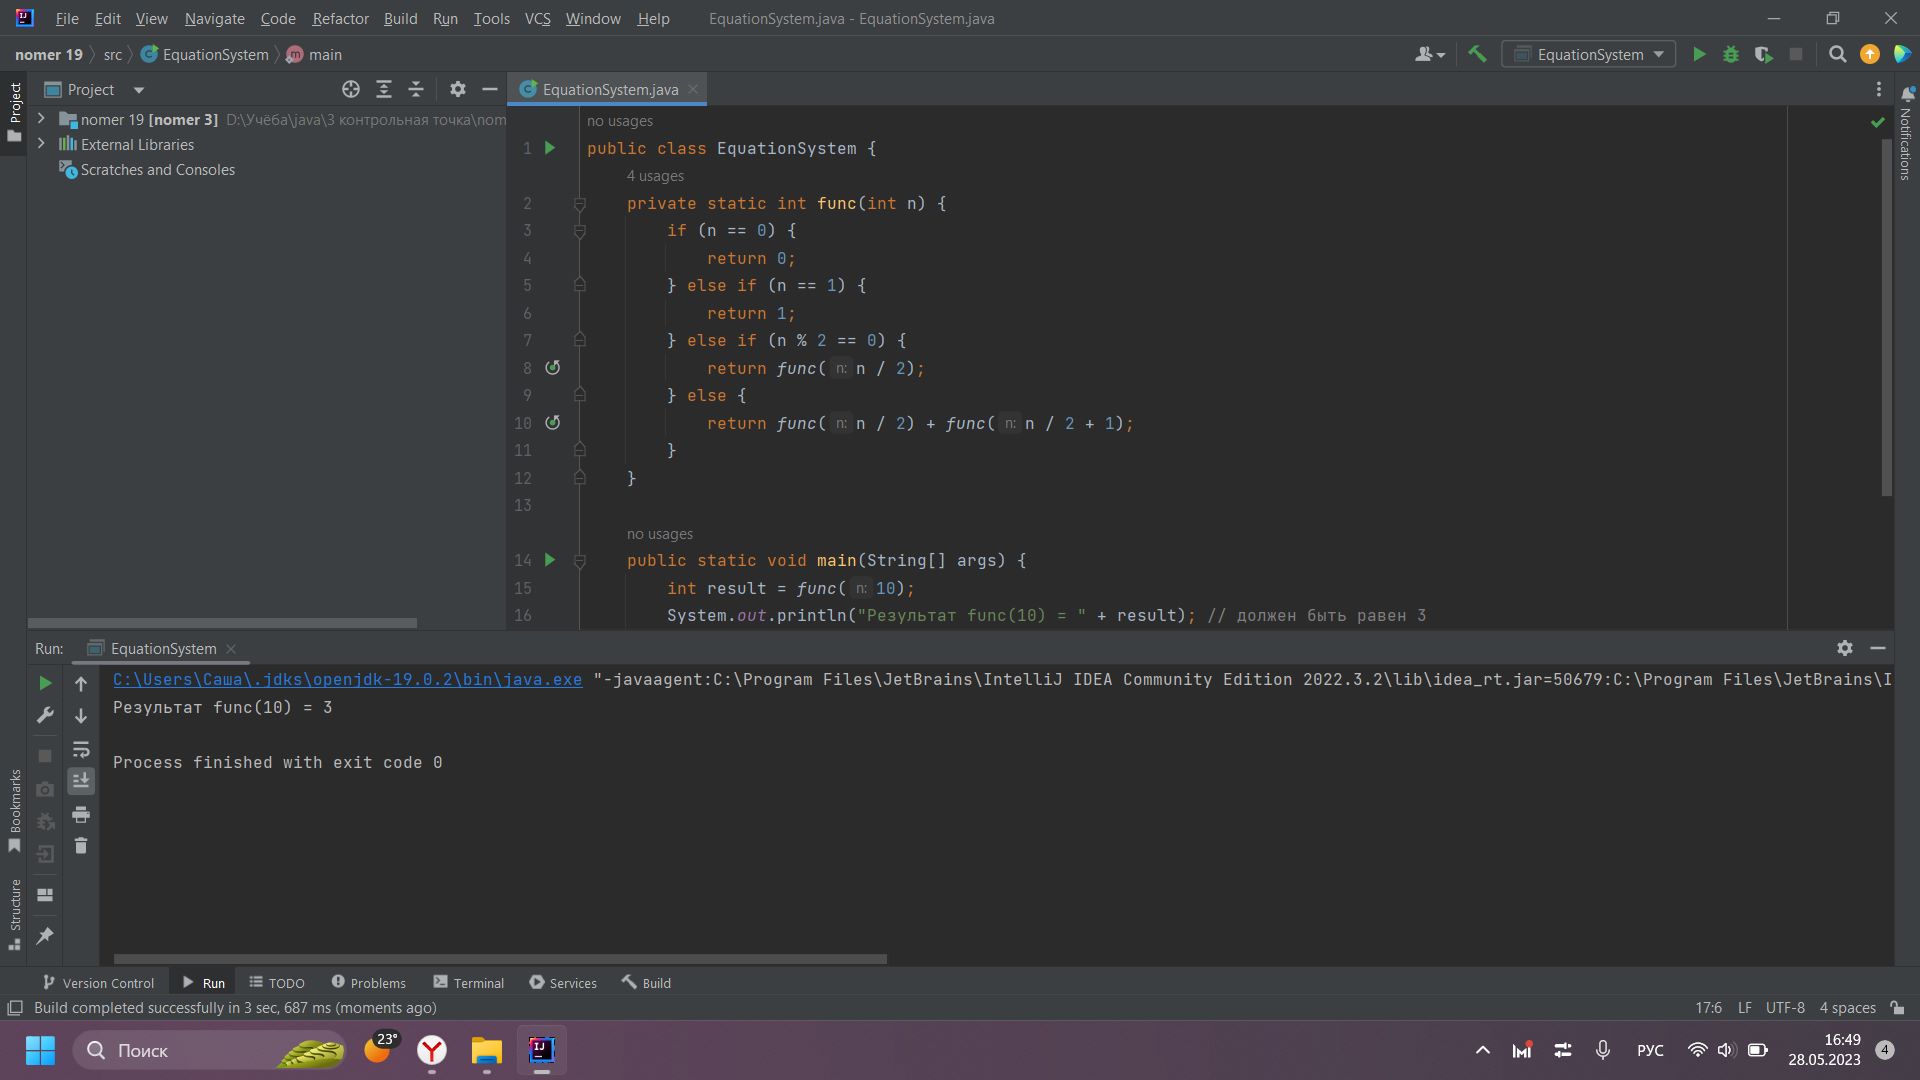 File Edit View Navigate Code Refactor Build Run Tools VCS Window Help EquationSystem.java - EquationSystem.java
nomer 19 src EquationSystem main
EquationSystem
Project
Project
EquationSystem.java
Notifications
nomer 19 [nomer 3] D:\Учёба\java\3 контрольная точка\nom
External Libraries
Scratches and Consoles
no usages
1 public class EquationSystem {
4 usages
2 private static int func(int n) {
3 if (n == 0) {
4 return 0;
5 } else if (n == 1) {
6 return 1;
7 } else if (n % 2 == 0) {
8 return func( n: n / 2);
9 } else {
10 return func( n: n / 2) + func( n: n / 2 + 1);
11 }
12 }
13
no usages
14 public static void main(String[] args) {
15 int result = func( n: 10);
16 System.out.println("Результат func(10) = " + result); // должен быть равен 3
Run: EquationSystem
C:\Users\Саша\.jdks\openjdk-19.0.2\bin\java.exe "-javaagent:C:\Program Files\JetBrains\IntelliJ IDEA Community Edition 2022.3.2\lib\idea_rt.jar=50679:C:\Program Files\JetBrains\I
Результат func(10) = 3
Process finished with exit code 0
Bookmarks
Structure
Version Control Run TODO Problems Terminal Services Build
Build completed successfully in 3 sec, 687 ms (moments ago) 17:6 LF UTF-8 4 spaces
Поиск 23° РУС 16:49
28.05.2023 4